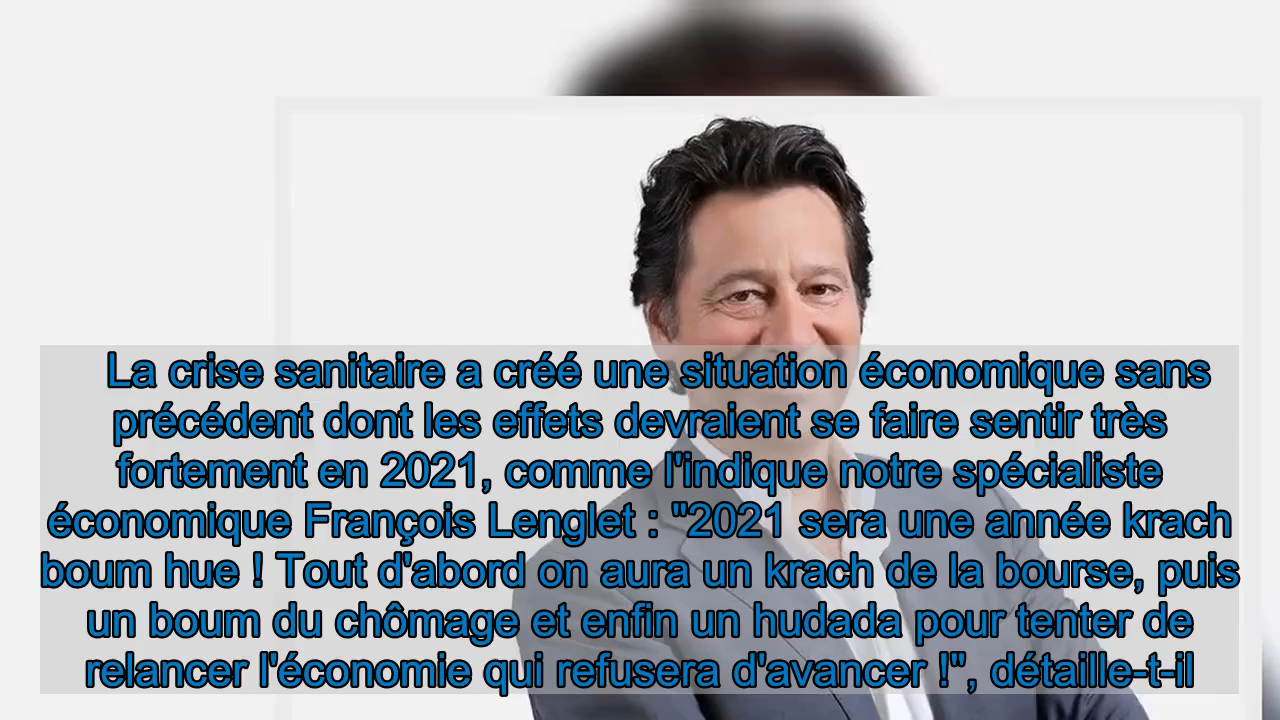 La crise sanitaire a créé une situation économique sans
précédent dont les effets devraient se faire sentir très
fortement en 2021, comme l'indique notre spécialiste
économique François Lenglet : "2021 sera une année krach
boum hue ! Tout d'abord on aura un krach de la bourse, puis
un boum du chômage et enfin un hudada pour tenter de
relancer l'économie qui refusera d'avancer !", détaille-t-il